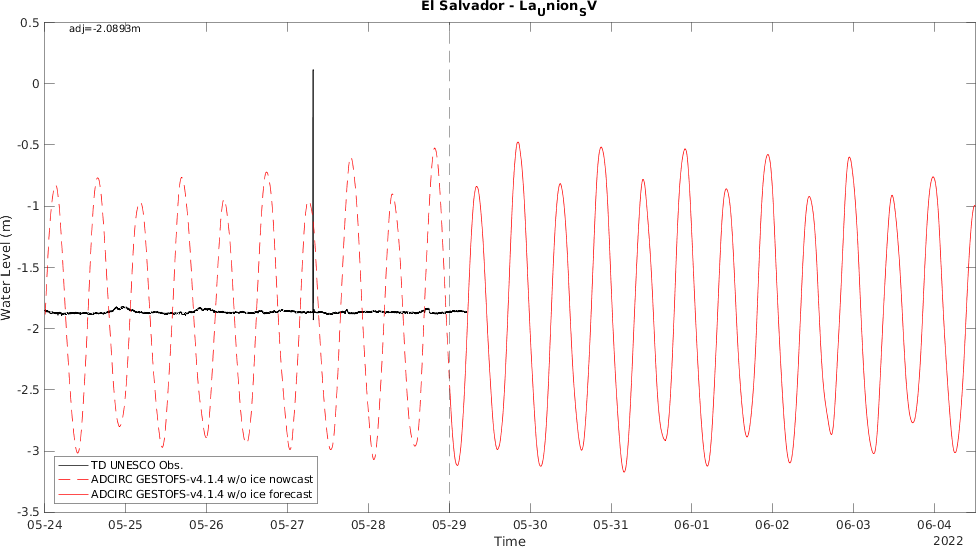 El Salvador - LaUnionSV
adj=-2.0893m
0.5
0
-0.5
-1
-1.5
-2
-2.5
-3
-3.5
Water Level (m)
TD UNESCO Obs.
ADCIRC GESTOFS-v4.1.4 w/o ice nowcast
ADCIRC GESTOFS-v4.1.4 w/o ice forecast
05-24 05-25 05-26 05-27 05-28 05-29 05-30 05-31 06-01 06-02 06-03 06-04
Time
2022